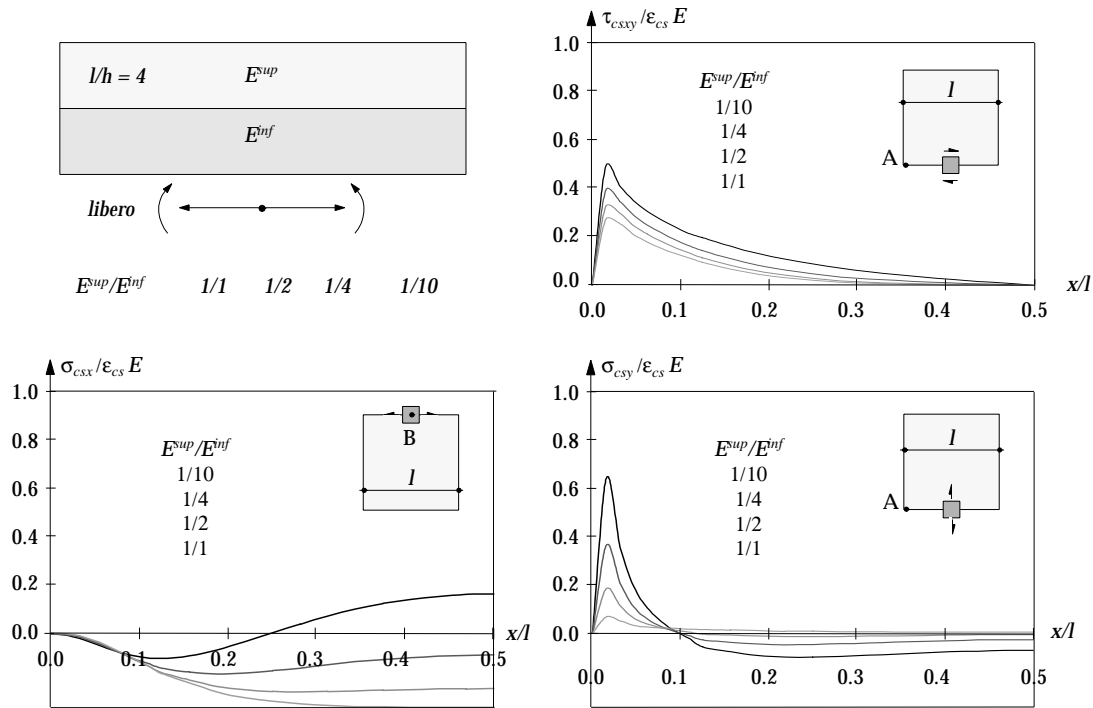 l/h = 4
E^sup
E^inf
libero
E^sup/E^inf 1/1 1/2 1/4 1/10
τ_csxy /ε_cs E
1.0
0.8
0.6
0.4
0.2
0.0
E^sup/E^inf
1/10
1/4
1/2
1/1
l
A
x/l
0.0 0.1 0.2 0.3 0.4 0.5
σ_csx /ε_cs E
1.0
0.8
0.6
0.4
0.2
0.0
E^sup/E^inf
1/10
1/4
1/2
1/1
B
l
x/l
0.0 0.1 0.2 0.3 0.4 0.5
σ_csy /ε_cs E
1.0
0.8
0.6
0.4
0.2
0.0
E^sup/E^inf
1/10
1/4
1/2
1/1
l
A
x/l
0.0 0.1 0.2 0.3 0.4 0.5